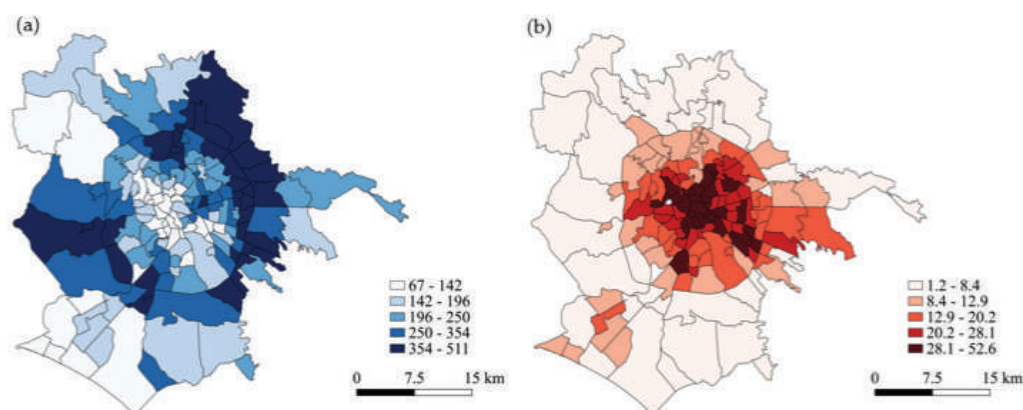 (a)
67 - 142
142 - 196
196 - 250
250 - 354
354 - 511
0 7.5 15 km
(b)
1.2 - 8.4
8.4 - 12.9
12.9 - 20.2
20.2 - 28.1
28.1 - 52.6
0 7.5 15 km